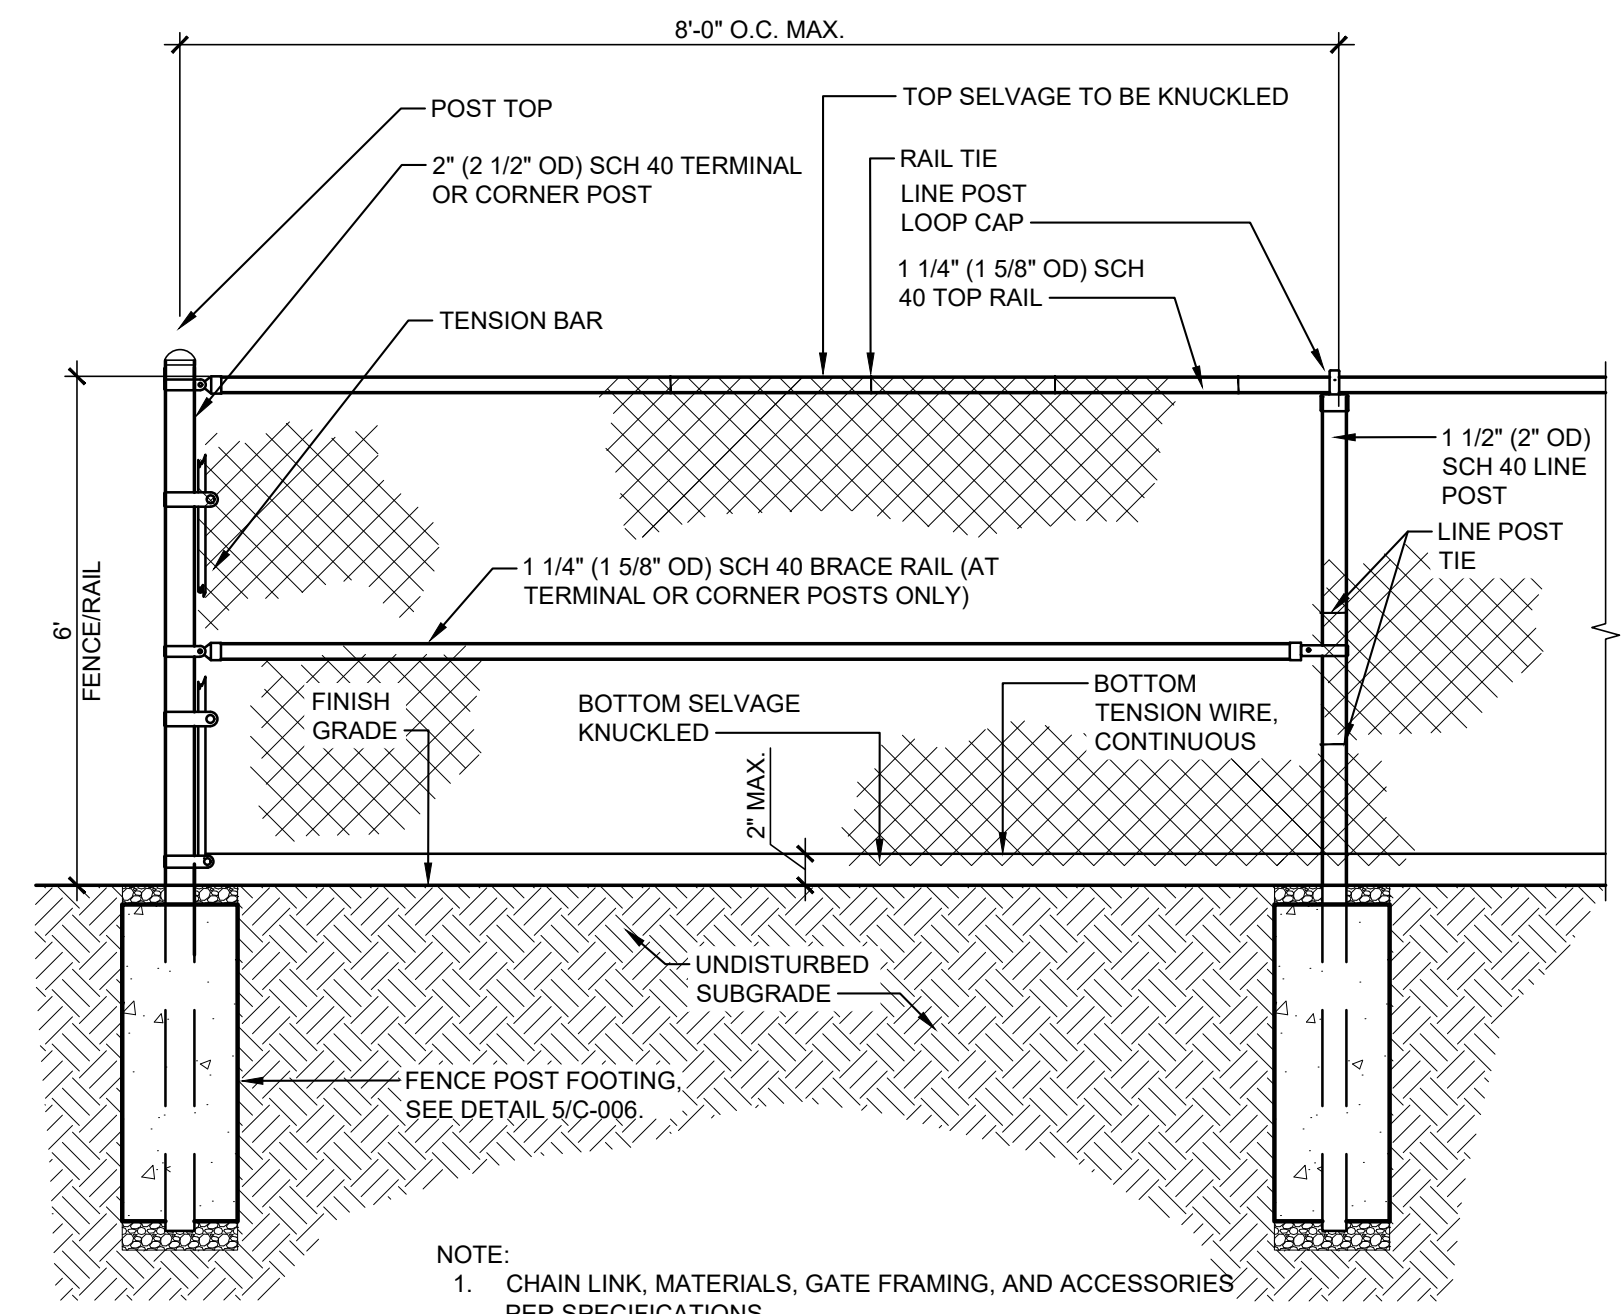 8'-0" O.C. MAX.
POST TOP
2" (2 1/2" OD) SCH 40 TERMINAL
OR CORNER POST
TOP SELVAGE TO BE KNUCKLED
RAIL TIE
LINE POST
LOOP CAP
1 1/4" (1 5/8" OD) SCH
40 TOP RAIL
TENSION BAR
1 1/2" (2" OD)
SCH 40 LINE
POST
LINE POST
TIE
1 1/4" (1 5/8" OD) SCH 40 BRACE RAIL (AT
TERMINAL OR CORNER POSTS ONLY)
6'
FENCE/RAIL
FINISH
GRADE
BOTTOM SELVAGE
KNUCKLED
BOTTOM
TENSION WIRE,
CONTINUOUS
2" MAX.
UNDISTURBED
SUBGRADE
FENCE POST FOOTING,
SEE DETAIL 5/C-006.
NOTE:
1. CHAIN LINK, MATERIALS, GATE FRAMING, AND ACCESSORIES
PER SPECIFICATIONS